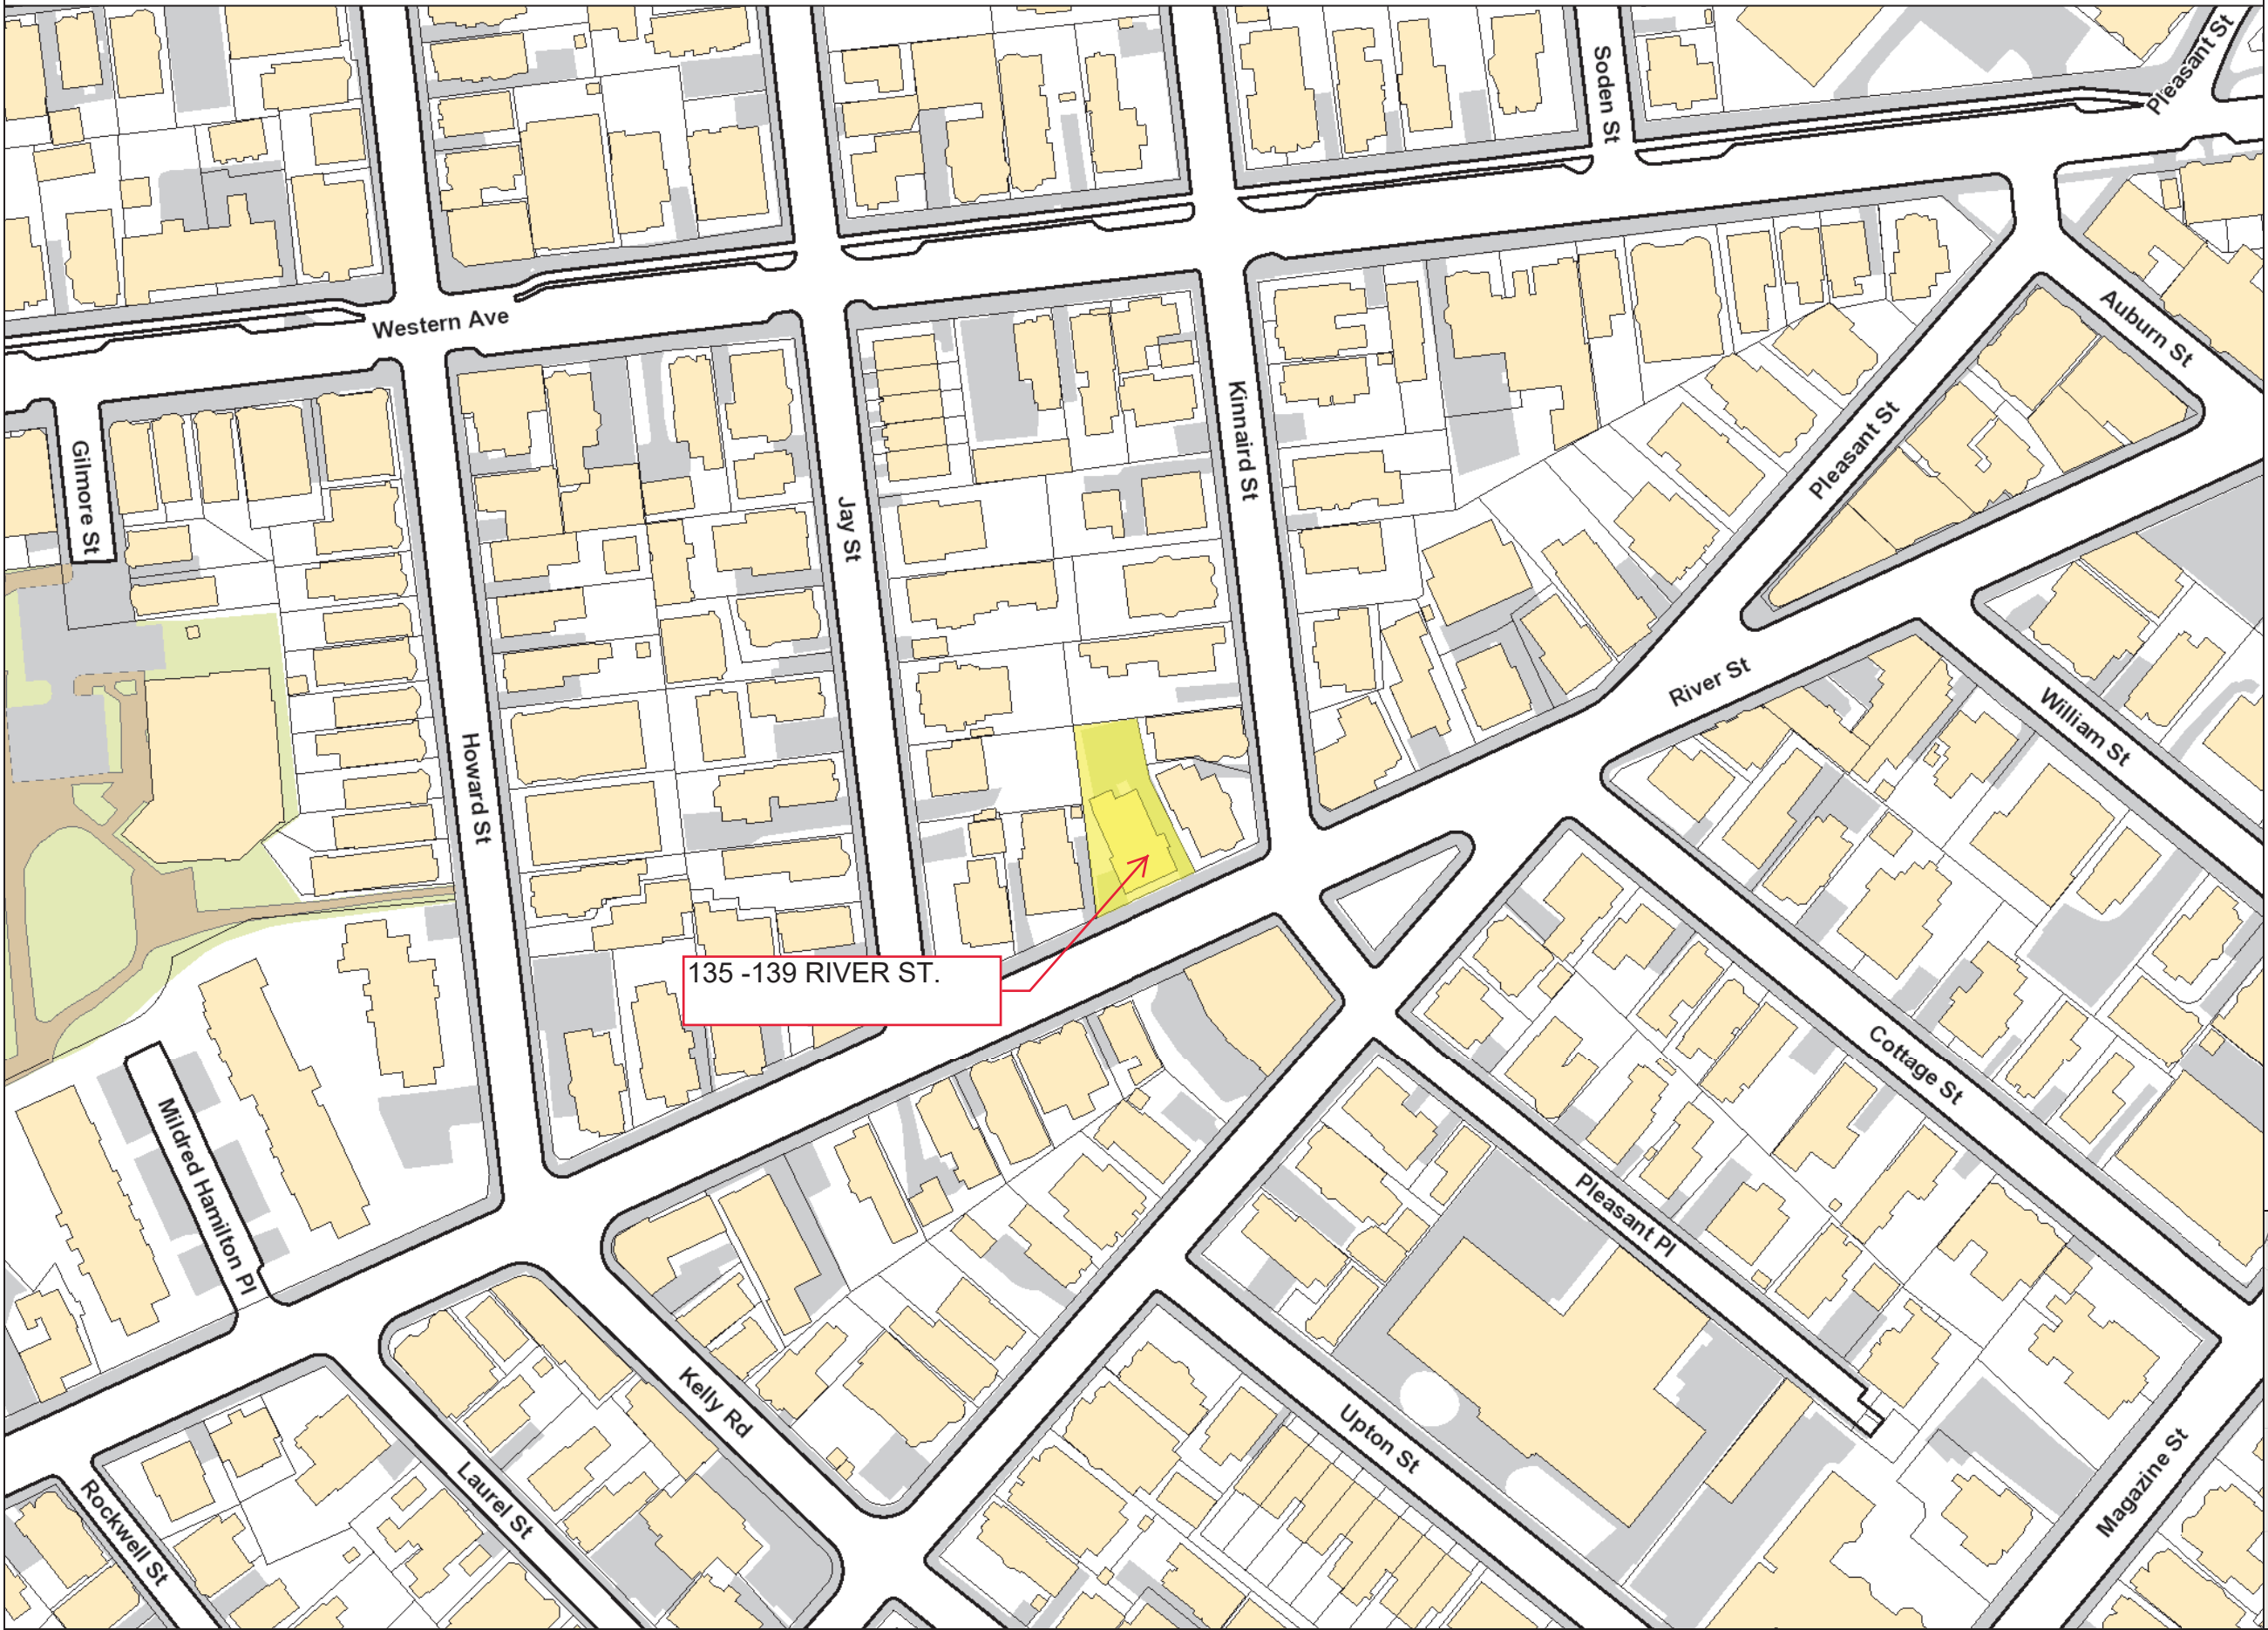 Soden St
Pleasant St
Western Ave
Auburn St
Kinnaird St
Pleasant St
Gilmore St
Jay St
River St
William St
Howard St
135 -139 RIVER ST.
Cottage St
Mildred Hamilton Pl
Pleasant Pl
Kelly Rd
Upton St
Laurel St
Magazine St
Rockwell St